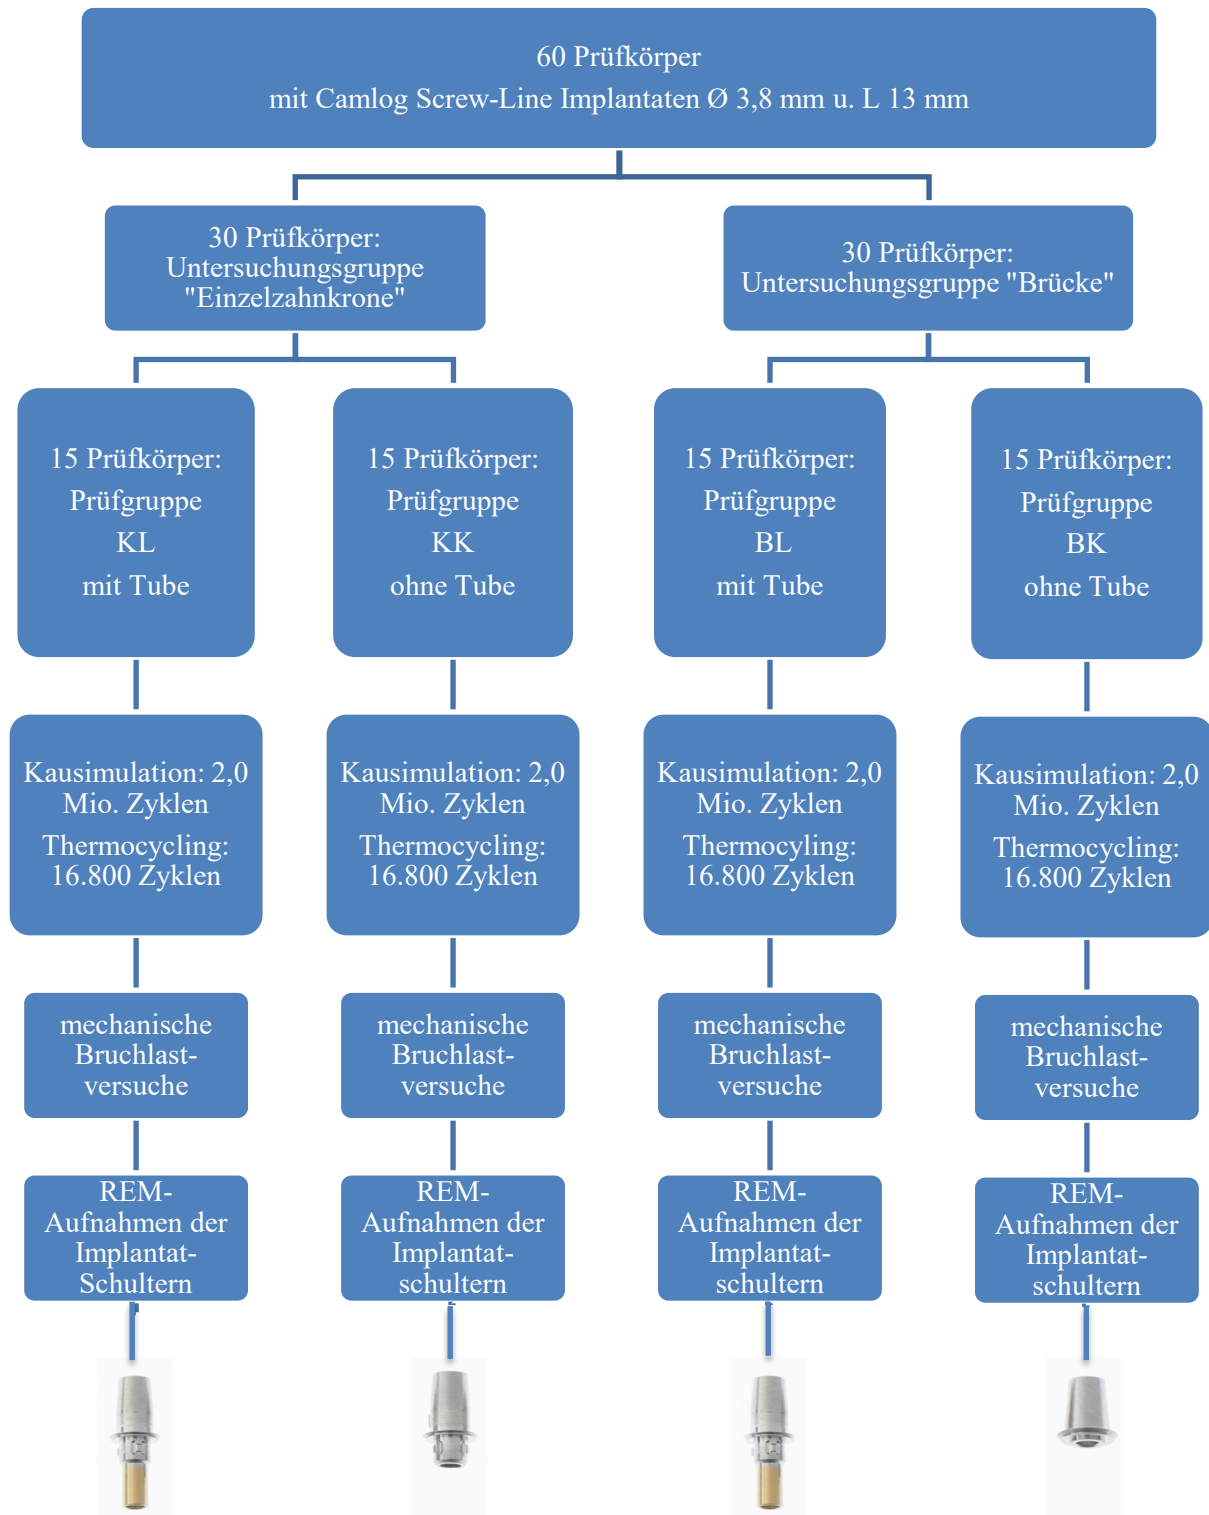 60 Prüfkörper
mit Camlog Screw-Line Implantaten Ø 3,8 mm u. L 13 mm
30 Prüfkörper:
Untersuchungsgruppe
"Einzelzahnkrone"
30 Prüfkörper:
Untersuchungsgruppe "Brücke"
15 Prüfkörper:
Prüfgruppe
KL
mit Tube
15 Prüfkörper:
Prüfgruppe
KK
ohne Tube
15 Prüfkörper:
Prüfgruppe
BL
mit Tube
15 Prüfkörper:
Prüfgruppe
BK
ohne Tube
Kausimulation: 2,0
Mio. Zyklen
Thermocycling:
16.800 Zyklen
Kausimulation: 2,0
Mio. Zyklen
Thermocycling:
16.800 Zyklen
Kausimulation: 2,0
Mio. Zyklen
Thermocyling:
16.800 Zyklen
Kausimulation: 2,0
Mio. Zyklen
Thermocycling:
16.800 Zyklen
mechanische
Bruchlast-
versuche
mechanische
Bruchlast-
versuche
mechanische
Bruchlast-
versuche
mechanische
Bruchlast-
versuche
REM-
Aufnahmen der
Implantat-
Schultern
REM-
Aufnahmen der
Implantat-
schultern
REM-
Aufnahmen der
Implantat-
schultern
REM-
Aufnahmen der
Implantat-
schultern